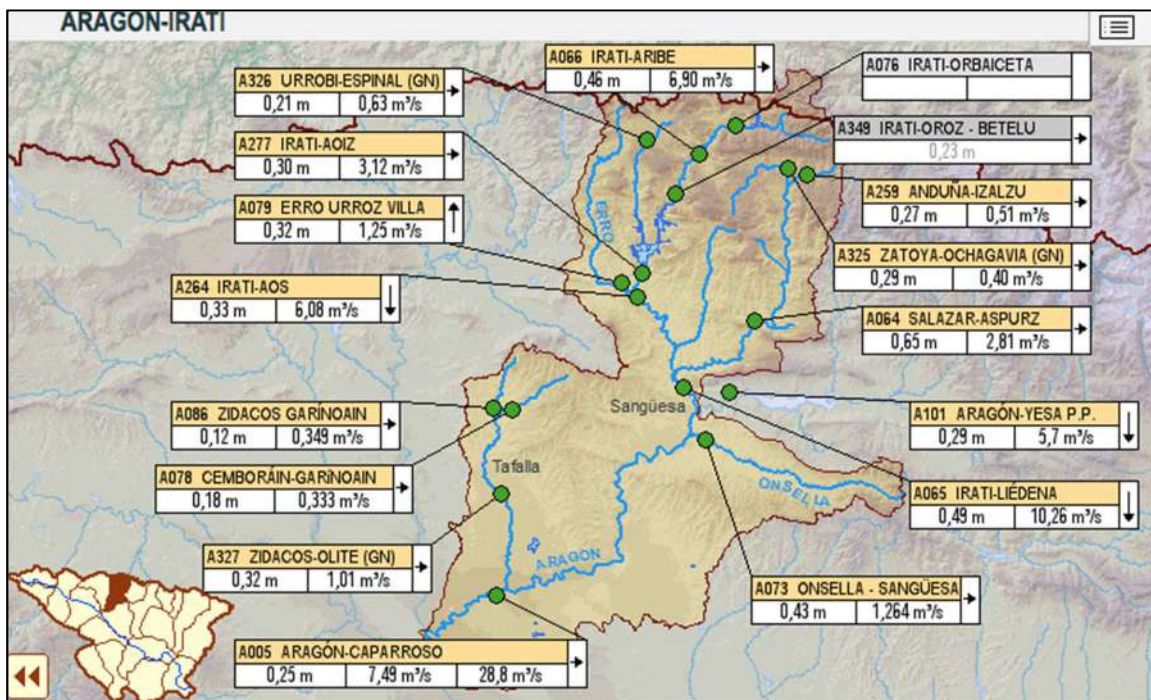 ARAGON-IRATI
A066 IRATI-ARIBE
0,46 m 6,90 m³/s
A076 IRATI-ORBAICETA
A326 URROBI-ESPINAL (GN)
0,21 m 0,63 m³/s
A349 IRATI-OROZ - BETELU
0,23 m
A277 IRATI-AOIZ
0,30 m 3,12 m³/s
A259 ANDUÑA-IZALZU
0,27 m 0,51 m³/s
A079 ERRO URROZ VILLA
0,32 m 1,25 m³/s
ERRO
A325 ZATOYA-OCHAGAVIA (GN)
0,29 m 0,40 m³/s
A264 IRATI-AOS
0,33 m 6,08 m³/s
A064 SALAZAR-ASPURZ
0,65 m 2,81 m³/s
Sangüesa
A086 ZIDACOS GARÍNOAIN
0,12 m 0,349 m³/s
A101 ARAGÓN-YESA P.P.
0,29 m 5,7 m³/s
A078 CEMBORÁIN-GARÍNOAIN
0,18 m 0,333 m³/s
Tafalla
ONSELLA
A065 IRATI-LIÉDENA
0,49 m 10,26 m³/s
A327 ZIDACOS-OLITE (GN)
0,32 m 1,01 m³/s
ARAGON
A073 ONSELLA - SANGÜESA
0,43 m 1,264 m³/s
A005 ARAGÓN-CAPARROSO
0,25 m 7,49 m³/s 28,8 m³/s